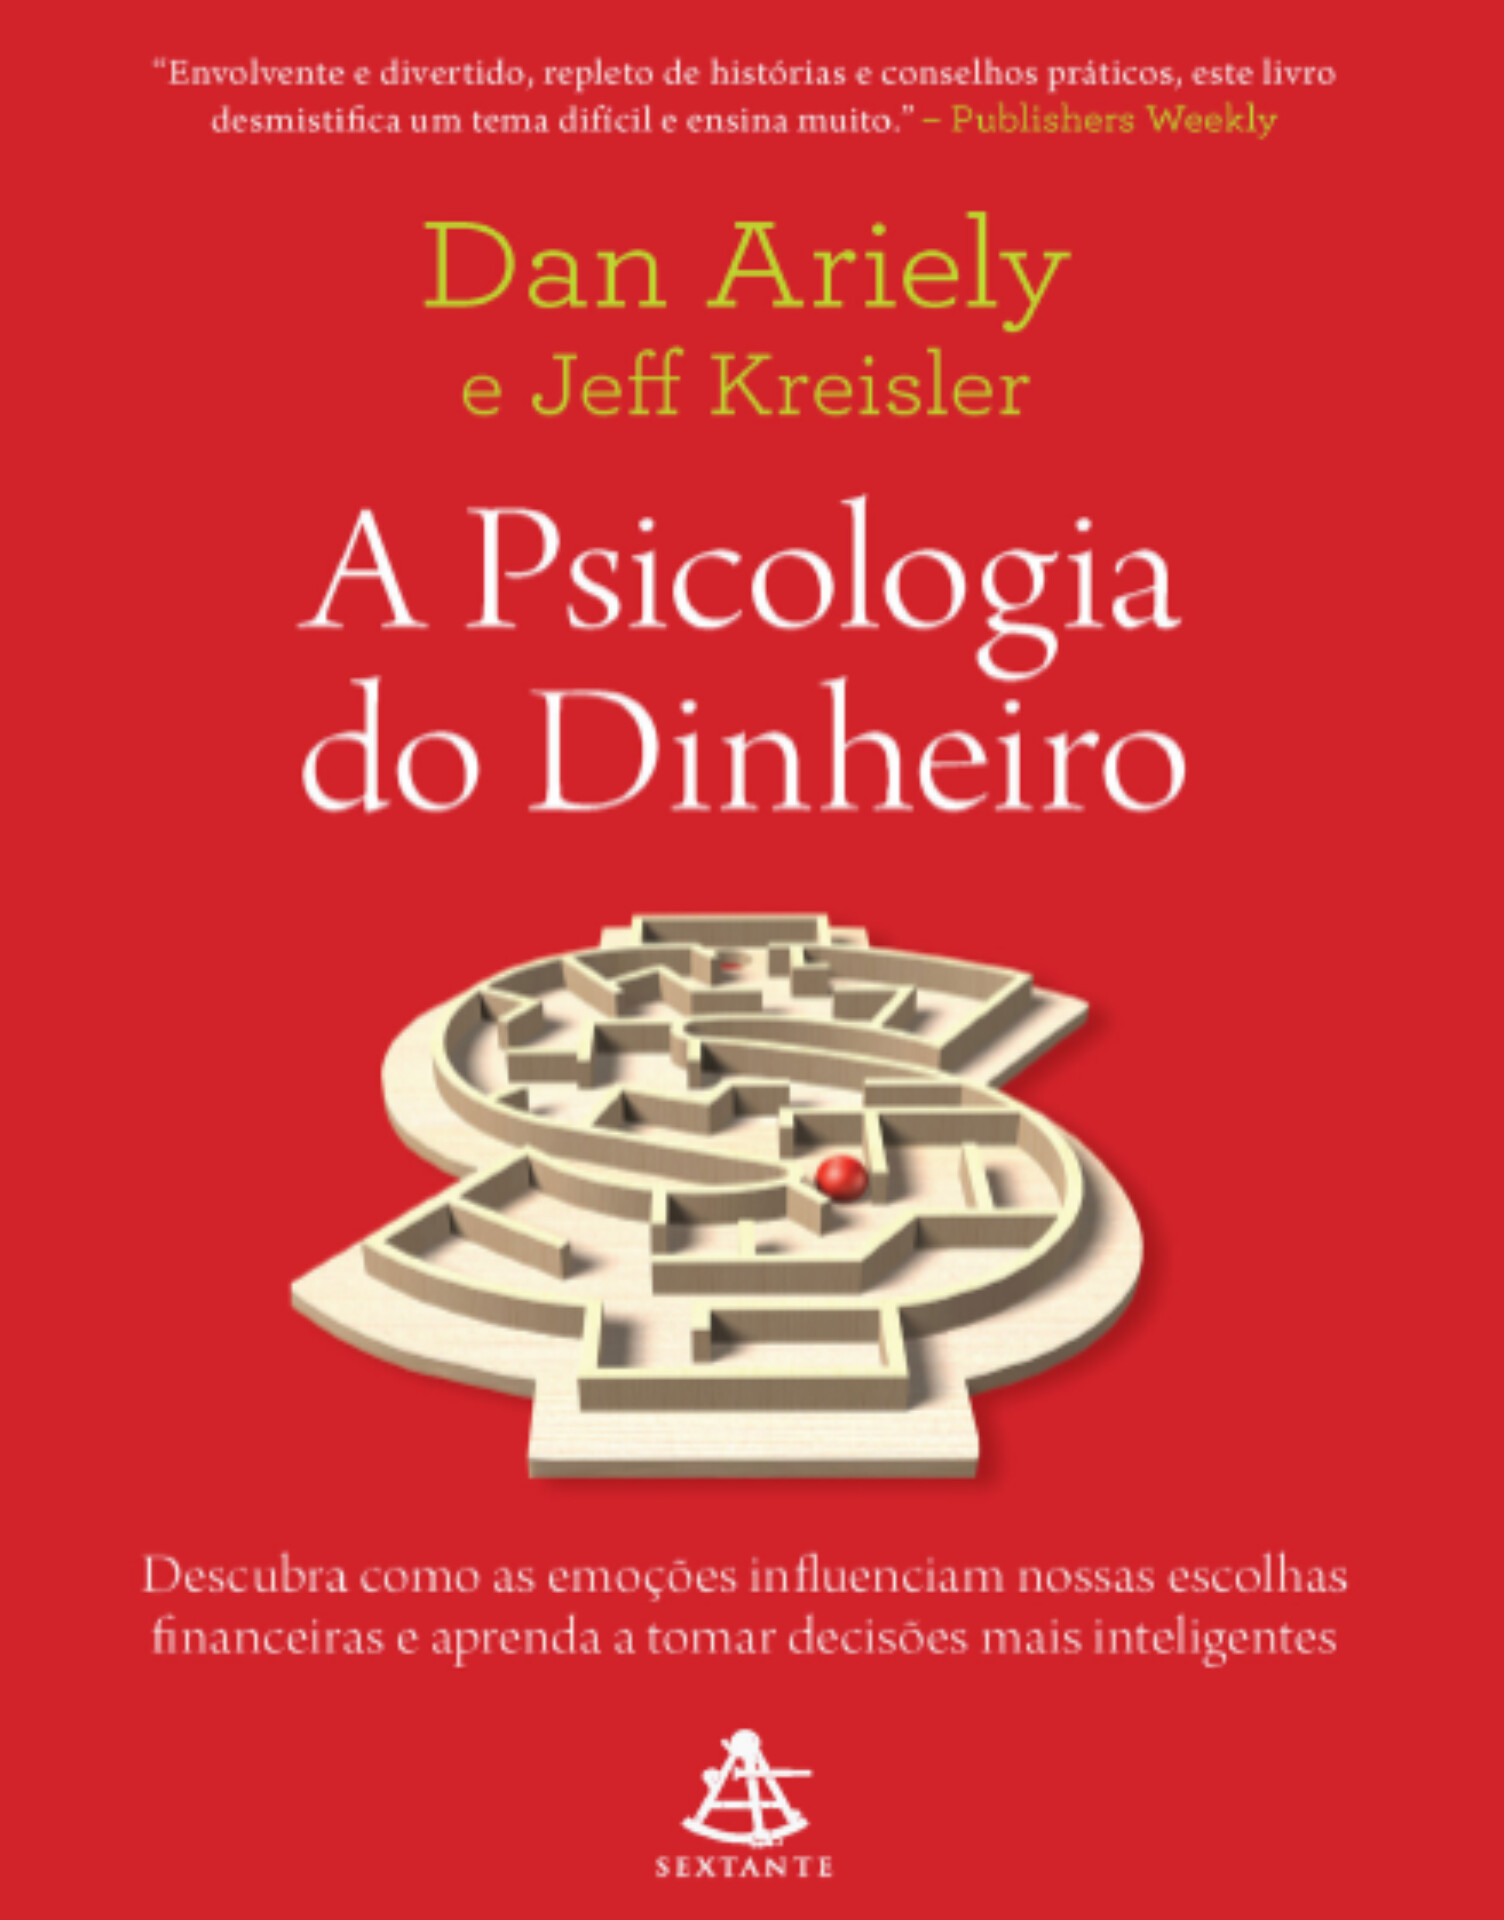 “Envolvente e divertido, repleto de histórias e conselhos práticos, este livro
desmistifica um tema difícil e ensina muito.” – Publishers Weekly
Dan Ariely
e Jeff Kreisler
A Psicologia
do Dinheiro
Descubra como as emoções influenciam nossas escolhas
financeiras e aprenda a tomar decisões mais inteligentes
SEXTANTE